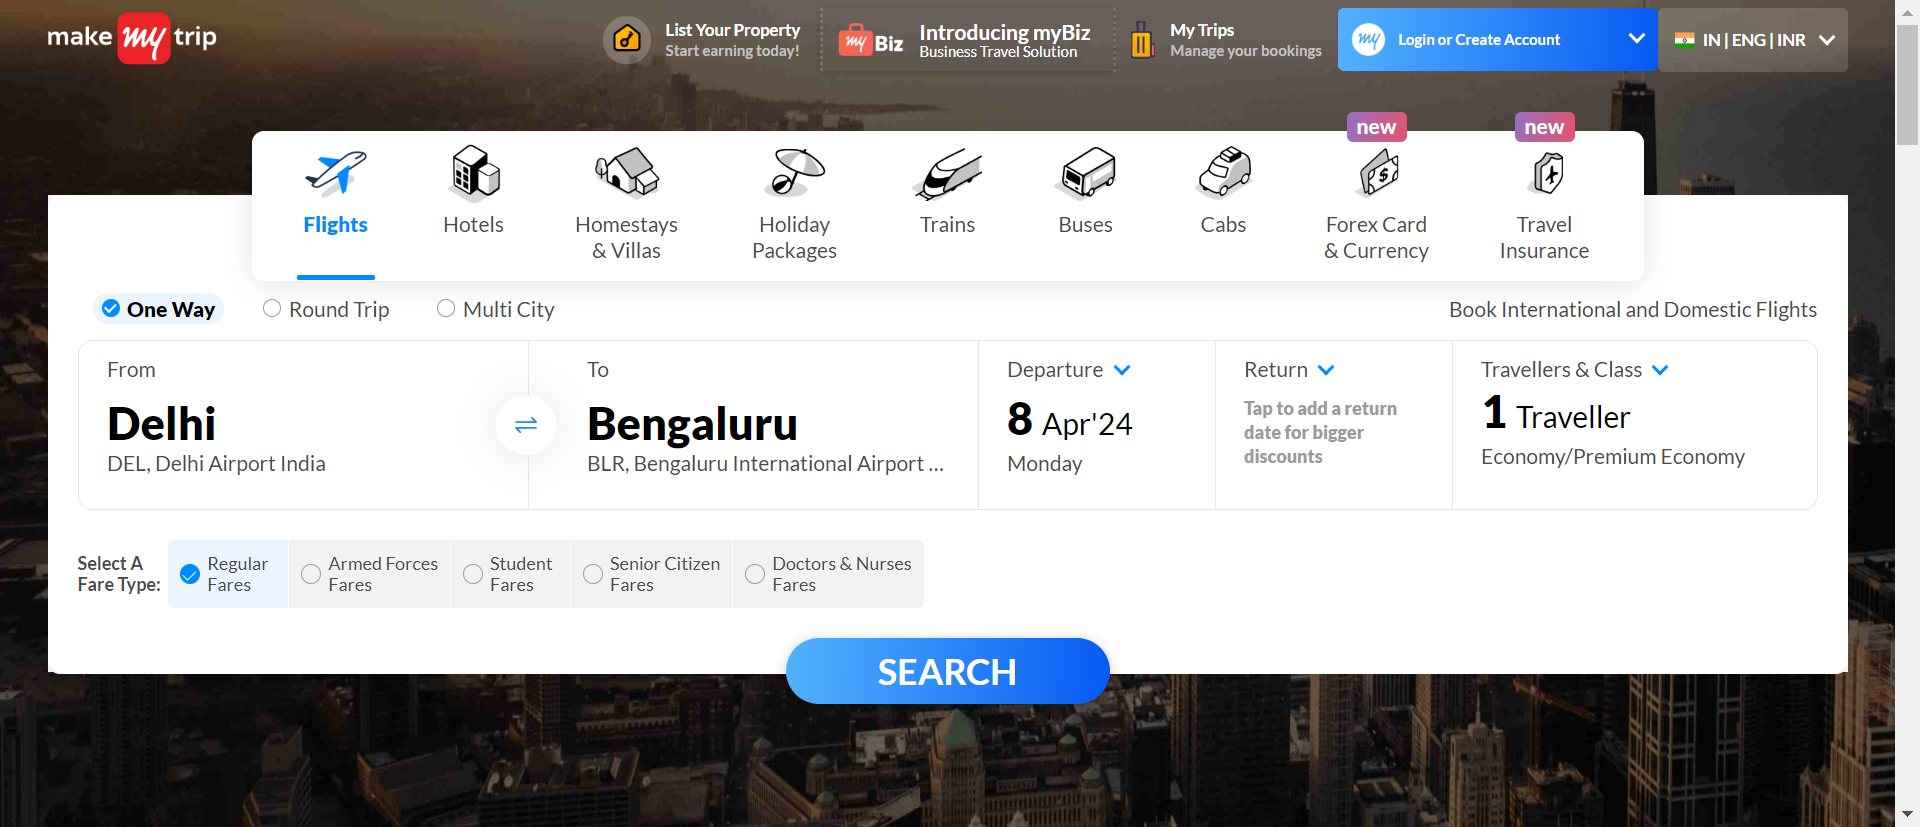 make my trip
List Your Property
Start earning today!
my Biz
Introducing myBiz
Business Travel Solution
My Trips
Manage your bookings
my
Login or Create Account
IN | ENG | INR
new
new
Flights
Hotels
Homestays
& Villas
Holiday
Packages
Trains
Buses
Cabs
Forex Card
& Currency
Travel
Insurance
One Way
Round Trip
Multi City
Book International and Domestic Flights
From
Delhi
DEL, Delhi Airport India
To
Bengaluru
BLR, Bengaluru International Airport ...
Departure
8 Apr'24
Monday
Return
Tap to add a return
date for bigger
discounts
Travellers & Class
1 Traveller
Economy/Premium Economy
Select A
Fare Type:
Regular
Fares
Armed Forces
Fares
Student
Fares
Senior Citizen
Fares
Doctors & Nurses
Fares
SEARCH